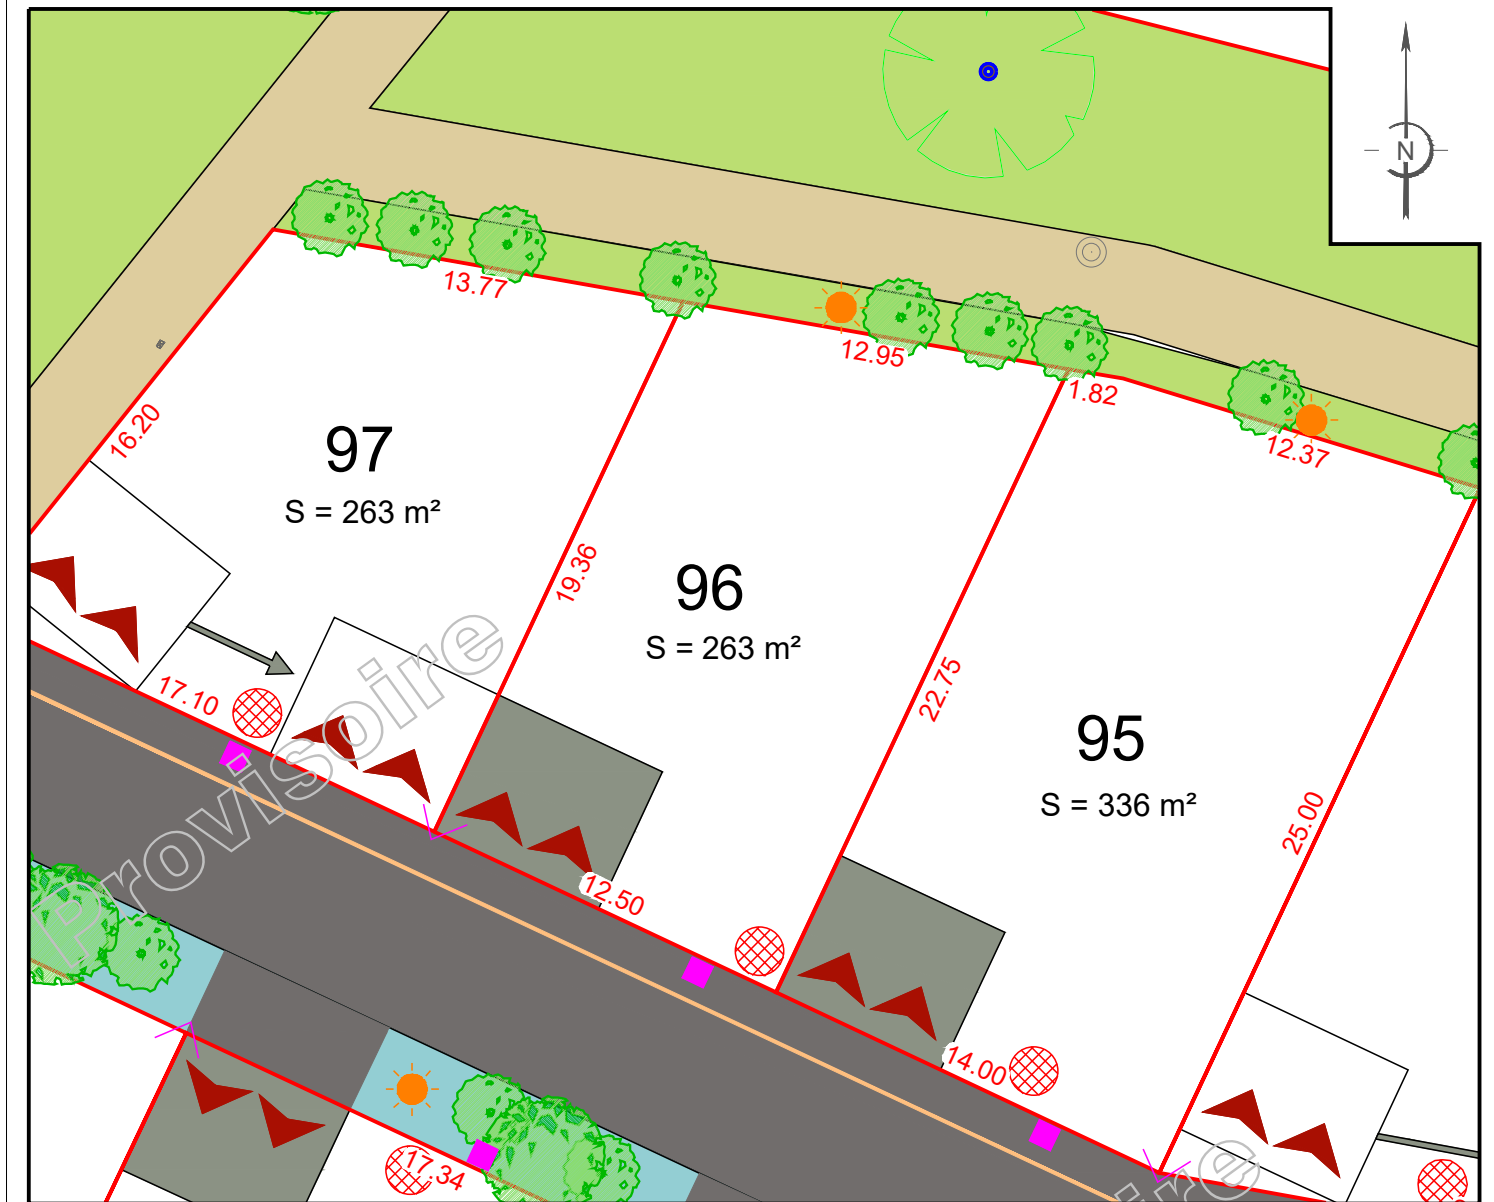 N
13.77
12.95
1.82
12.37
16.20
97
S = 263 m²
19.36
96
S = 263 m²
22.75
95
S = 336 m²
25.00
17.10
Provisoire
12.50
14.00
17.34
ire